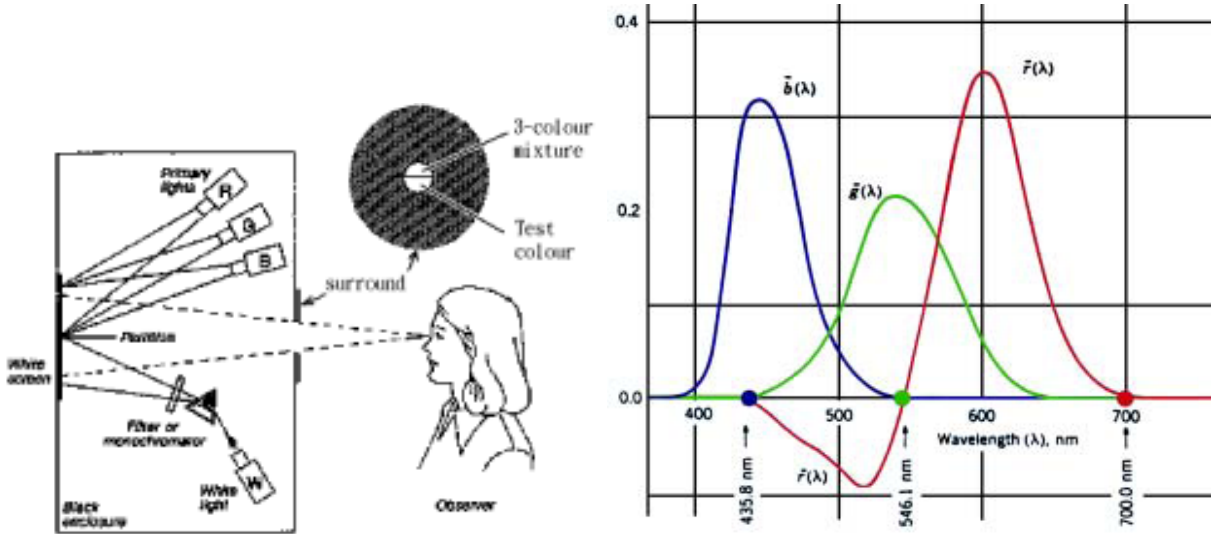 3-colour
mixture
Primary
lights
R
G
B
Test
colour
surround
Partition
White
screen
Filter or
monochromator
White
light
W
Black
enclosure
Observer
0.4
0.2
0.0
b̄(λ)
r̄(λ)
ḡ(λ)
r̄(λ)
400
500
600
700
Wavelength (λ), nm
435.8 nm
546.1 nm
700.0 nm